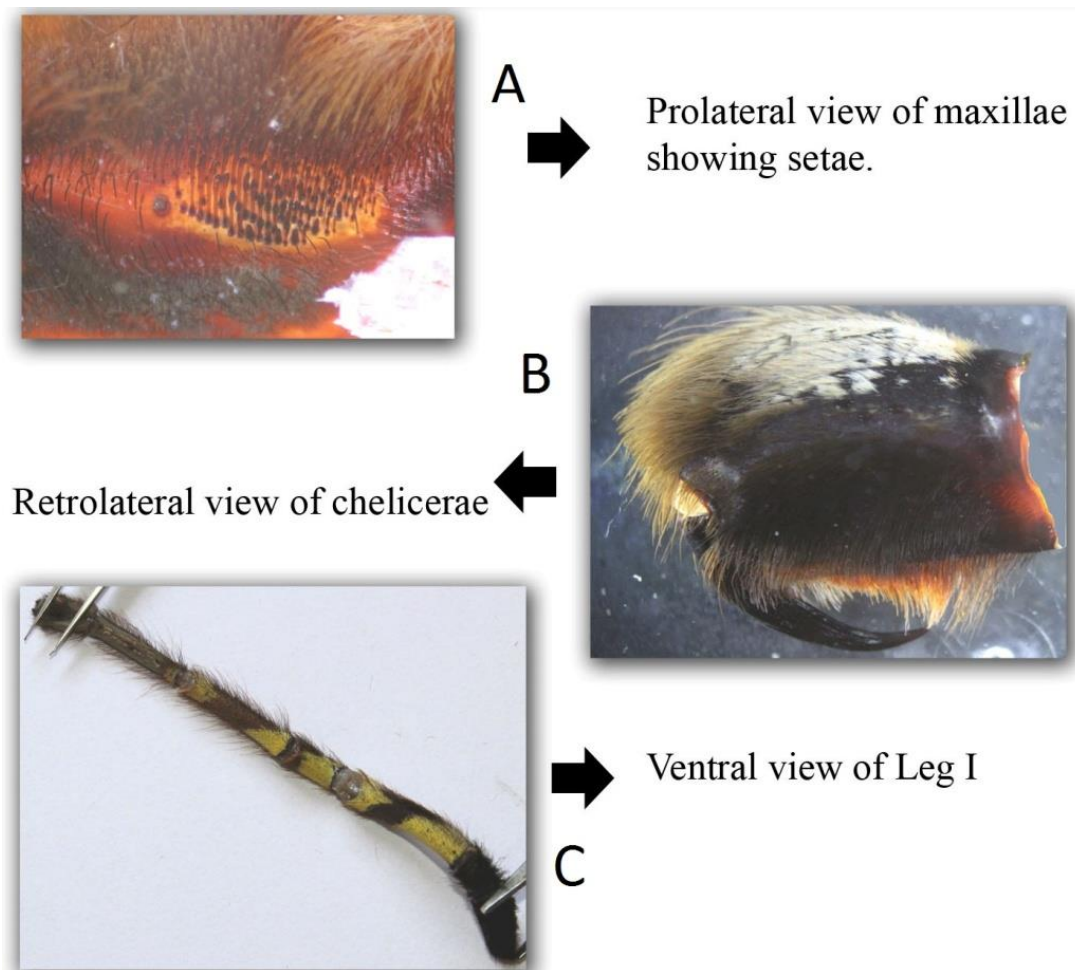 A
Prolateral view of maxillae
showing setae.
B
Retrolateral view of chelicerae
Ventral view of Leg I
C